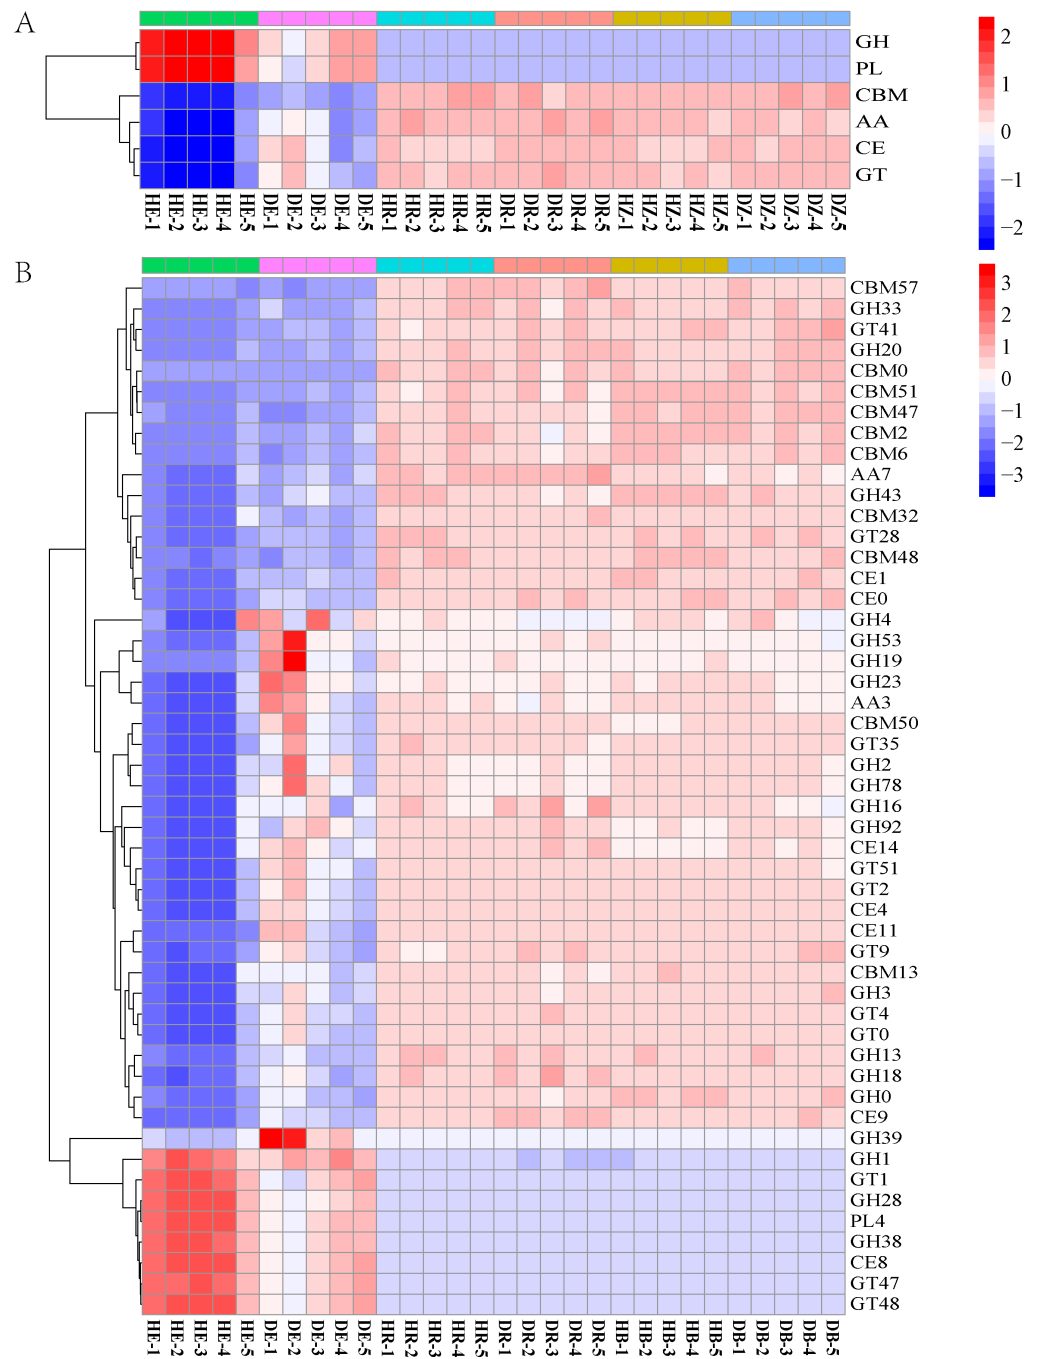 A
GH
PL
CBM
AA
CE
GT
2
1
0
−1
−2
HE-1 HE-2 HE-3 HE-4 HE-5 DE-1 DE-2 DE-3 DE-4 DE-5 HR-1 HR-2 HR-3 HR-4 HR-5 DR-1 DR-2 DR-3 DR-4 DR-5 HZ-1 HZ-2 HZ-3 HZ-4 HZ-5 DZ-1 DZ-2 DZ-3 DZ-4 DZ-5
B
CBM57
GH33
GT41
GH20
CBM0
CBM51
CBM47
CBM2
CBM6
AA7
GH43
CBM32
GT28
CBM48
CE1
CE0
GH4
GH53
GH19
GH23
AA3
CBM50
GT35
GH2
GH78
GH16
GH92
CE14
GT51
GT2
CE4
CE11
GT9
CBM13
GH3
GT4
GT0
GH13
GH18
GH0
CE9
GH39
GH1
GT1
GH28
PL4
GH38
CE8
GT47
GT48
3
2
1
0
−1
−2
−3
HE-1 HE-2 HE-3 HE-4 HE-5 DE-1 DE-2 DE-3 DE-4 DE-5 HR-1 HR-2 HR-3 HR-4 HR-5 DR-1 DR-2 DR-3 DR-4 DR-5 HB-1 HB-2 HB-3 HB-4 HB-5 DB-1 DB-2 DB-3 DB-4 DB-5